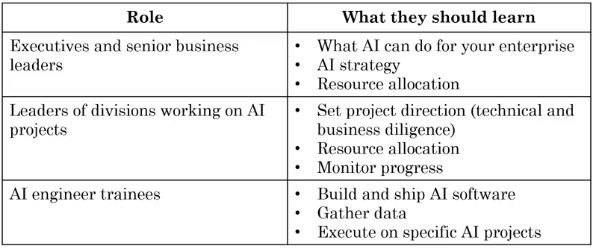 Role
What they should learn
Executives and senior business
leaders
• What AI can do for your enterprise
• AI strategy
• Resource allocation
Leaders of divisions working on AI
projects
• Set project direction (technical and
business diligence)
• Resource allocation
• Monitor progress
AI engineer trainees
• Build and ship AI software
• Gather data
• Execute on specific AI projects